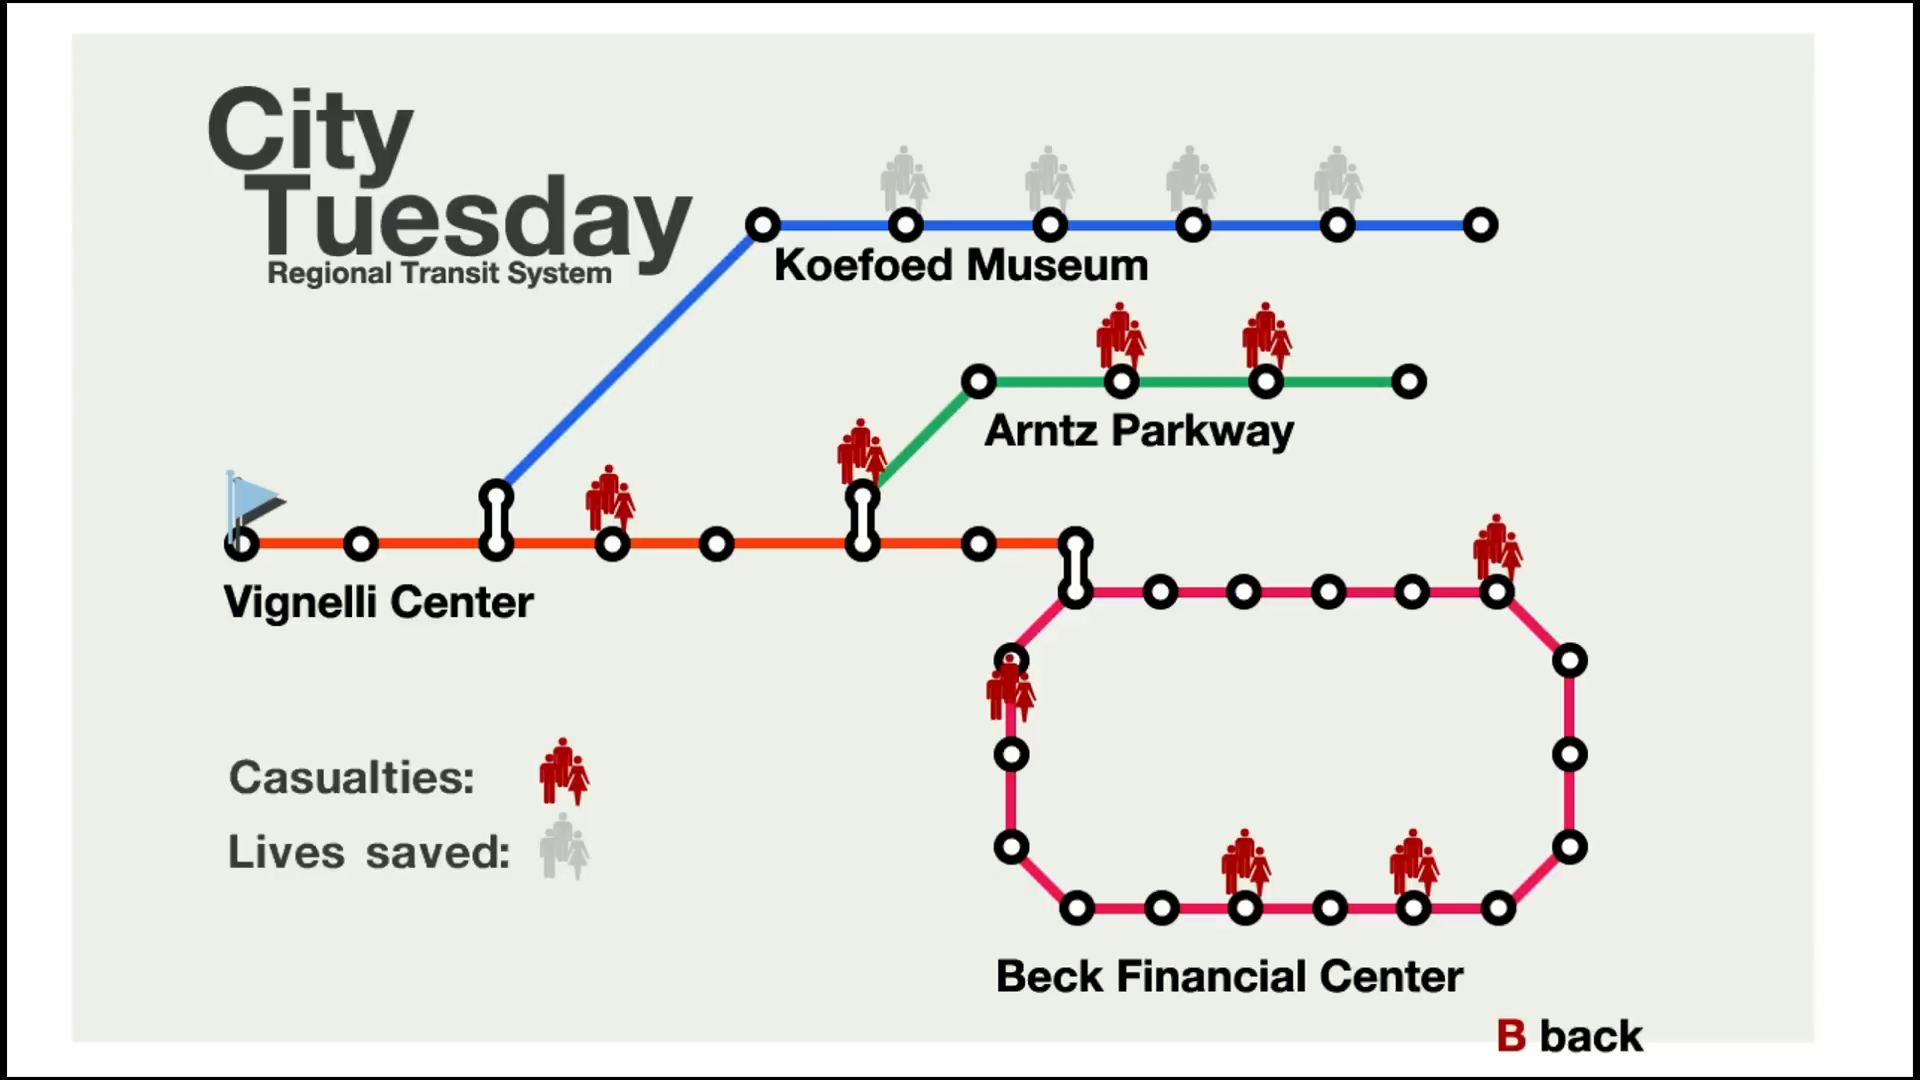 City
Tuesday
Regional Transit System
Koefoed Museum
Arntz Parkway
Vignelli Center
Casualties:
Lives saved:
Beck Financial Center
B back